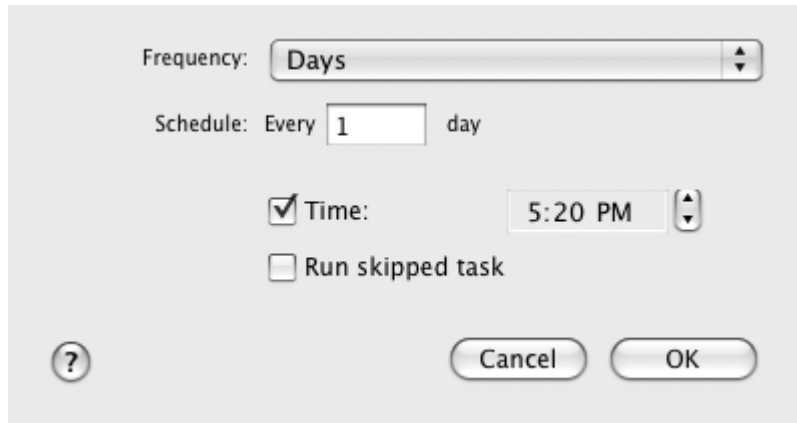 Frequency: Days
Schedule: Every 1 day
Time: 5:20 PM
Run skipped task
? Cancel OK